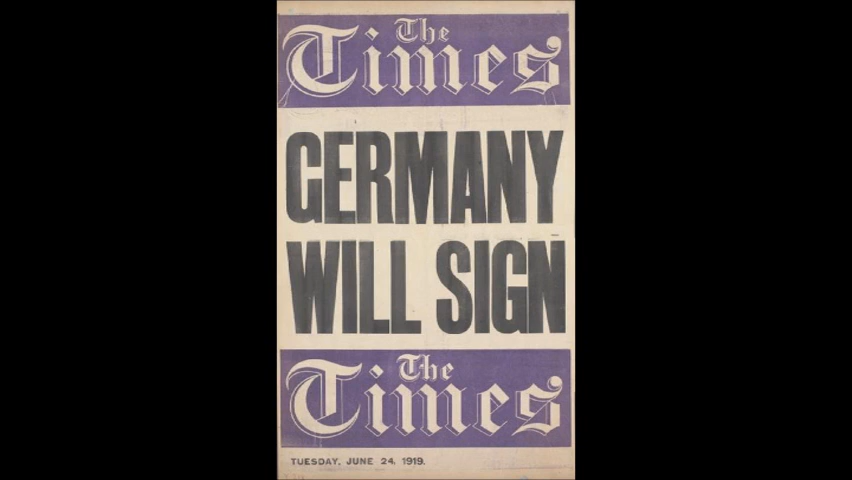 The
Times
GERMANY
WILL SIGN
The
Times
TUESDAY, JUNE 24, 1919.